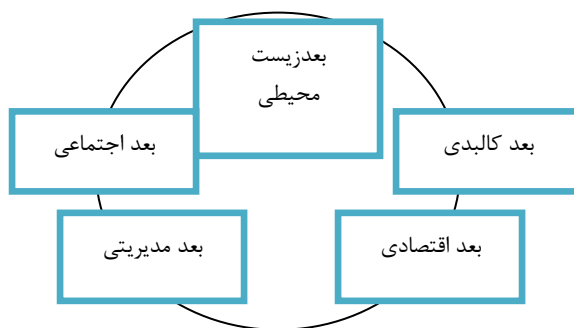 بعدزیست
محیطی
بعد کالبدی
بعد اجتماعی
بعد اقتصادی
بعد مدیریتی